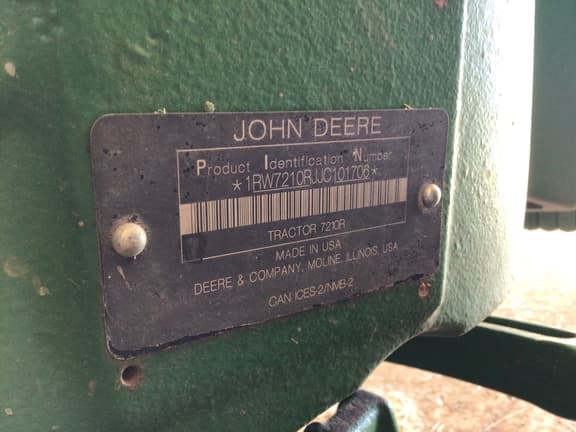 JOHN DEERE
Product Identification Number
*1RW7210RJJC101706*
TRACTOR 7210R
MADE IN USA
DEERE & COMPANY, MOLINE, ILLINOIS, USA
CAN ICES-2/NMB-2